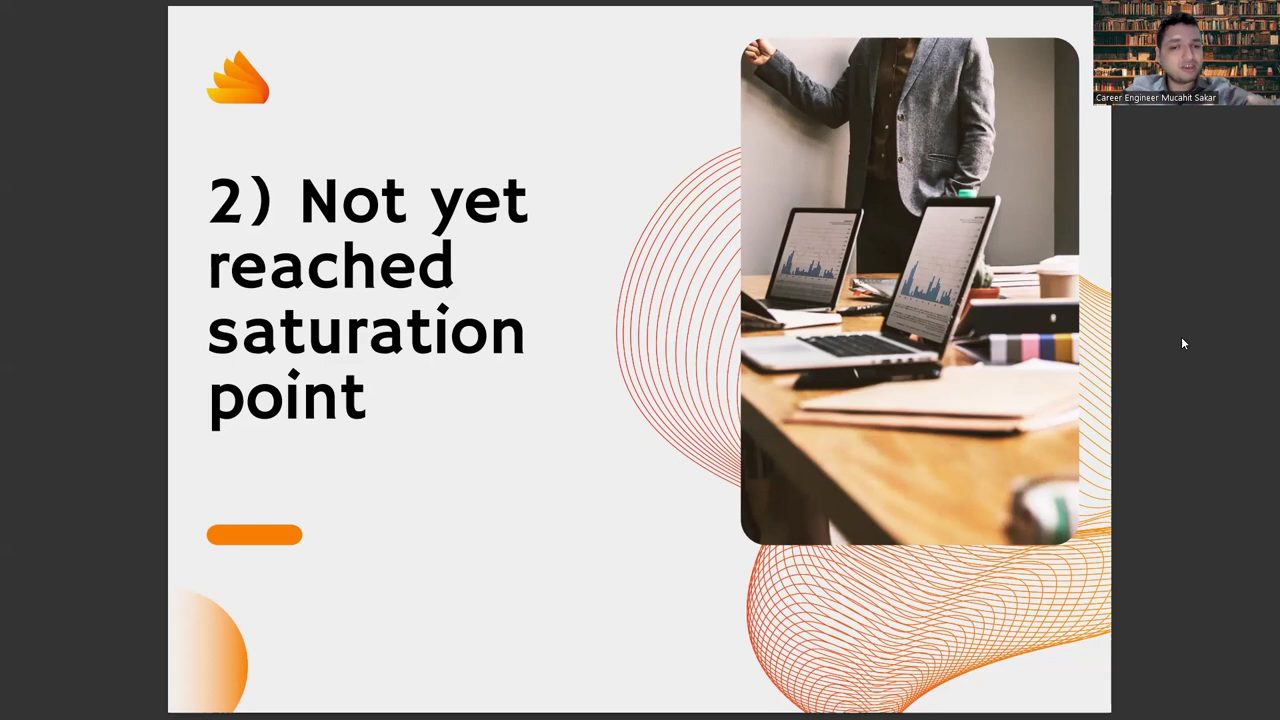 2) Not yet
reached
saturation
point
Career Engineer Mucahit Sakar